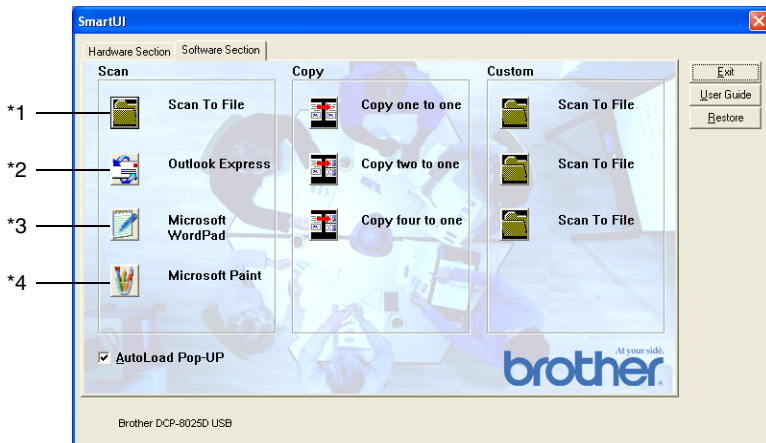 SmartUI
Hardware Section
Software Section
Scan
Copy
Custom
Exit
User Guide
Restore
*1
Scan To File
Copy one to one
Scan To File
*2
Outlook Express
Copy two to one
Scan To File
*3
Microsoft
WordPad
Copy four to one
Scan To File
*4
Microsoft Paint
AutoLoad Pop-UP
At your side.
brother.
Brother DCP-8025D USB